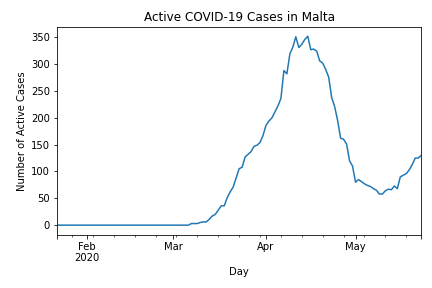 Active COVID-19 Cases in Malta
Number of Active Cases
350
300
250
200
150
100
50
0
Feb
2020
Mar
Apr
May
Day